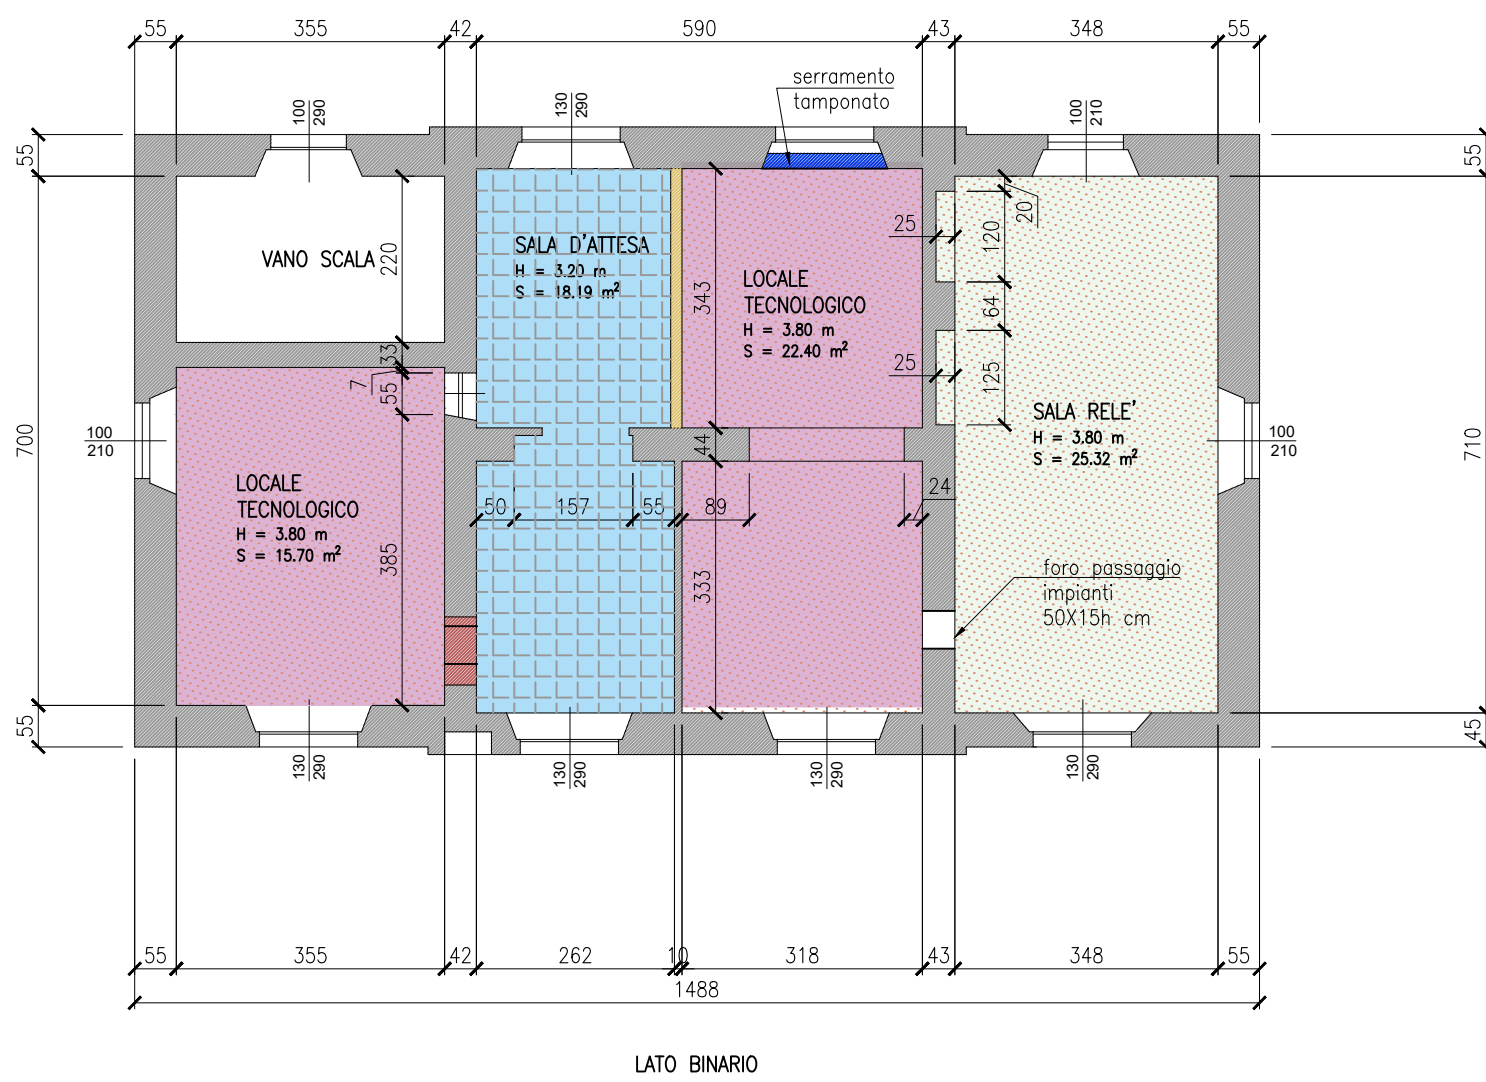 55 355 42 590 43 348 55
serramento
tamponato
100
290
130
290
100
210
55
700
55
55
710
45
VANO SCALA
220
33
7
55
385
SALA D'ATTESA
H = 3.20 m
S = 18.19 m²
LOCALE
TECNOLOGICO
H = 3.80 m
S = 22.40 m²
343
44
333
25
25
20
120
64
125
SALA RELE'
H = 3.80 m
S = 25.32 m²
100
210
100
210
LOCALE
TECNOLOGICO
H = 3.80 m
S = 15.70 m²
50 157 55 89 24
foro passaggio
impianti
50X15h cm
130
290
130
290
130
290
130
290
55 355 42 262 10 318 43 348 55
1488
LATO BINARIO